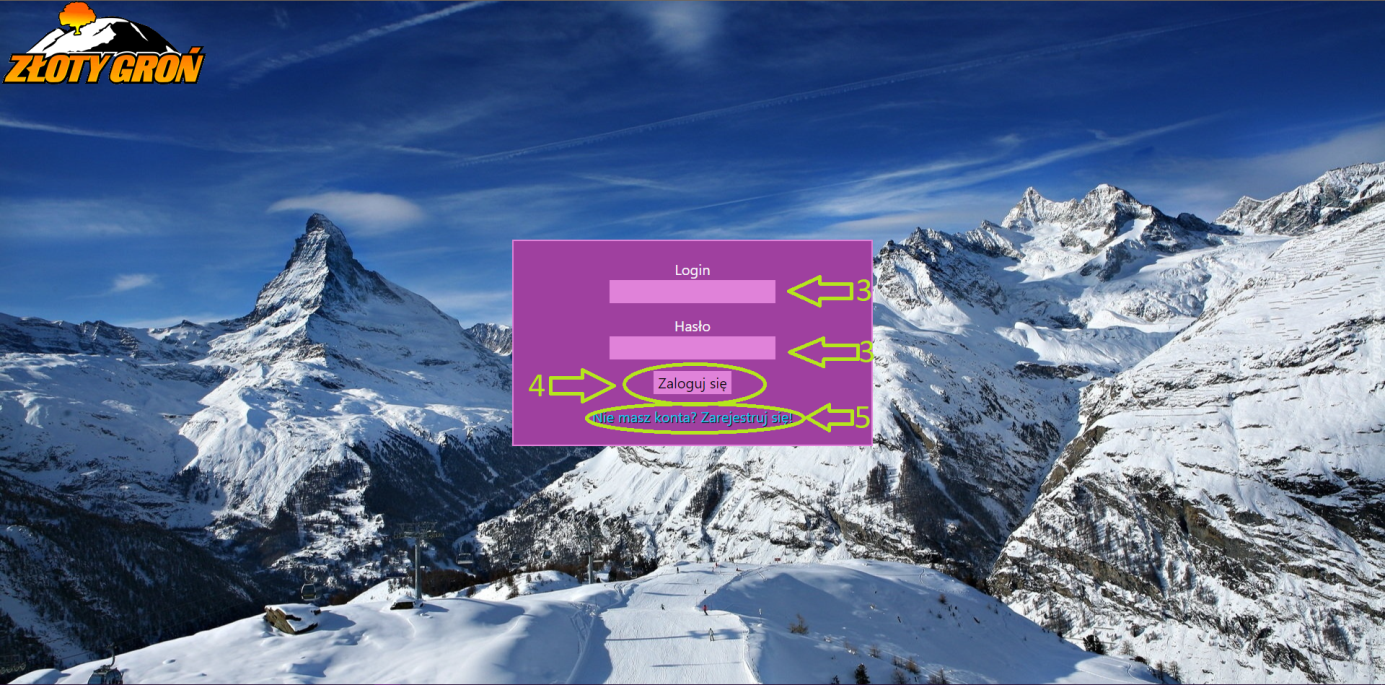 ZŁOTY GROŃ
Login
3
Hasło
3
4 Zaloguj się
Nie masz konta? Zarejestruj się! 5